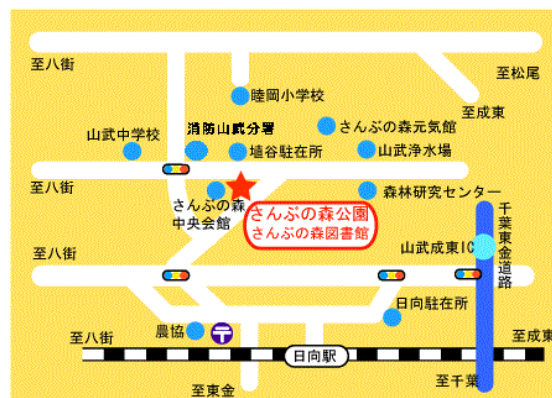 至八街
至松尾
至成東
睦岡小学校
消防山武分署
さんぶの森元気館
山武中学校
埴谷駐在所
山武浄水場
至八街
さんぶの森
中央会館
さんぶの森公園
さんぶの森図書館
森林研究センター
千葉東金道路
至八街
山武成東IC
日向駐在所
農協
〒
至八街
日向駅
至成東
至東金
至千葉